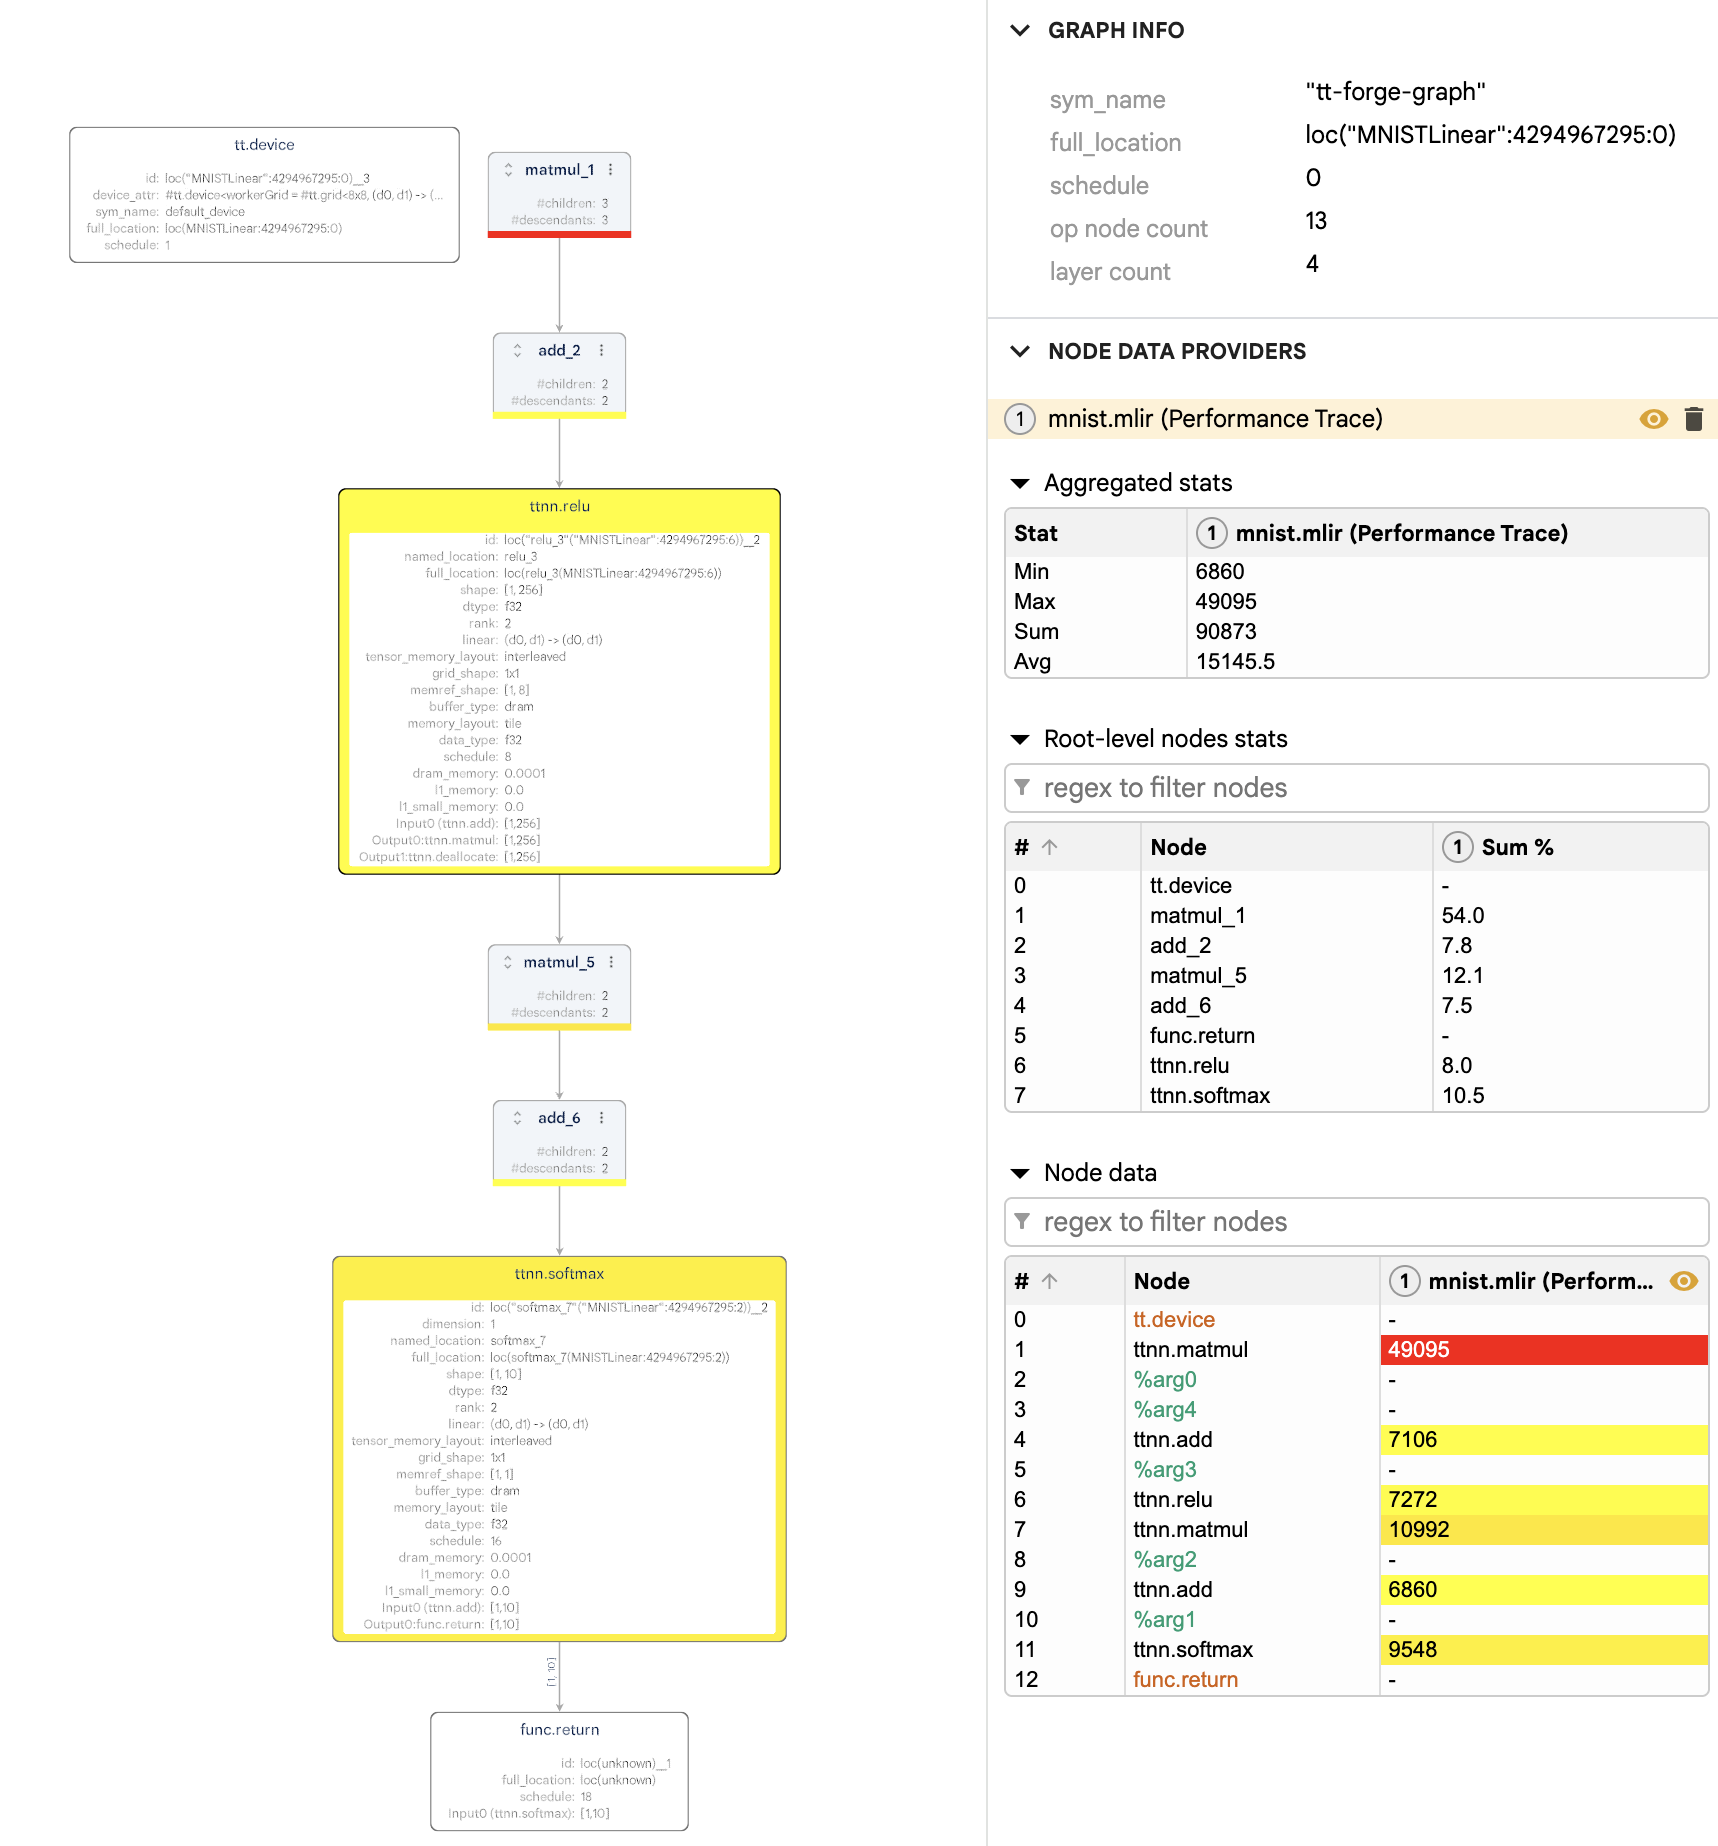 tt.device
id: loc("MNISTLinear":4294967295:0)__3
device_attr: #tt.device<workerGrid = #tt.grid<8x8, (d0, d1) -> (...
sym_name: default_device
full_location: loc(MNISTLinear:4294967295:0)
schedule: 1
matmul_1
#children: 3
#descendants: 3
add_2
#children: 2
#descendants: 2
ttnn.relu
id: loc("relu_3"("MNISTLinear":4294967295:6))__2
named_location: relu_3
full_location: loc(relu_3(MNISTLinear:4294967295:6))
shape: [1, 256]
dtype: f32
rank: 2
linear: (d0, d1) -> (d0, d1)
tensor_memory_layout: interleaved
grid_shape: 1x1
memref_shape: [1, 8]
buffer_type: dram
memory_layout: tile
data_type: f32
schedule: 8
dram_memory: 0.0001
l1_memory: 0.0
l1_small_memory: 0.0
Input0 (ttnn.add): [1,256]
Output0:ttnn.matmul: [1,256]
Output1:ttnn.deallocate: [1,256]
matmul_5
#children: 2
#descendants: 2
add_6
#children: 2
#descendants: 2
ttnn.softmax
id: loc("softmax_7"("MNISTLinear":4294967295:2))__2
dimension: 1
named_location: softmax_7
full_location: loc(softmax_7(MNISTLinear:4294967295:2))
shape: [1, 10]
dtype: f32
rank: 2
linear: (d0, d1) -> (d0, d1)
tensor_memory_layout: interleaved
grid_shape: 1x1
memref_shape: [1, 1]
buffer_type: dram
memory_layout: tile
data_type: f32
schedule: 16
dram_memory: 0.0001
l1_memory: 0.0
l1_small_memory: 0.0
Input0 (ttnn.add): [1,10]
Output0:func.return: [1,10]
[1, 10]
func.return
id: loc(unknown)__1
full_location: loc(unknown)
schedule: 18
Input0 (ttnn.softmax): [1,10]
GRAPH INFO
sym_name "tt-forge-graph"
full_location loc("MNISTLinear":4294967295:0)
schedule 0
op node count 13
layer count 4
NODE DATA PROVIDERS
1 mnist.mlir (Performance Trace)
Aggregated stats
Stat 1 mnist.mlir (Performance Trace)
Min 6860
Max 49095
Sum 90873
Avg 15145.5
Root-level nodes stats
regex to filter nodes
# Node 1 Sum %
0 tt.device -
1 matmul_1 54.0
2 add_2 7.8
3 matmul_5 12.1
4 add_6 7.5
5 func.return -
6 ttnn.relu 8.0
7 ttnn.softmax 10.5
Node data
regex to filter nodes
# Node 1 mnist.mlir (Perform...
0 tt.device -
1 ttnn.matmul 49095
2 %arg0 -
3 %arg4 -
4 ttnn.add 7106
5 %arg3 -
6 ttnn.relu 7272
7 ttnn.matmul 10992
8 %arg2 -
9 ttnn.add 6860
10 %arg1 -
11 ttnn.softmax 9548
12 func.return -